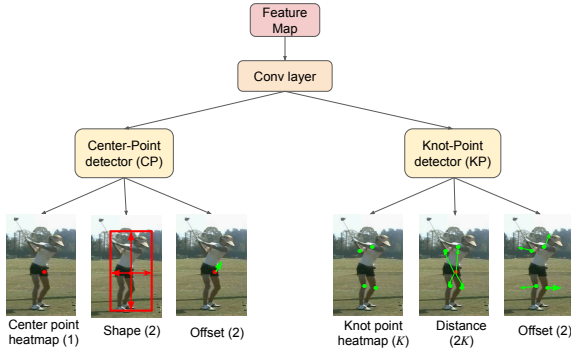 Feature
Map
Conv layer
Center-Point
detector (CP)
Knot-Point
detector (KP)
Center point
heatmap (1)
Shape (2)
Offset (2)
Knot point
heatmap (K)
Distance
(2K)
Offset (2)